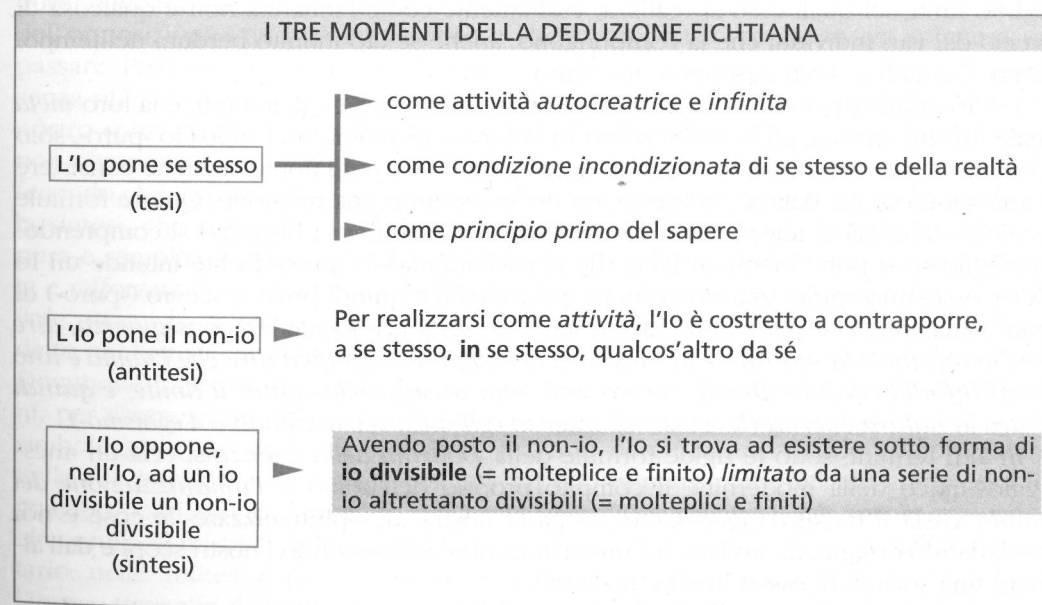 TRE MOMENTI DELLA DEDUZIONE FICHTIANA
L'Io pone se stesso
(tesi)
come attività autocreatrice e infinita
come condizione incondizionata di se stesso e della realtà
come principio primo del sapere
L'Io pone il non-io
(antitesi)
Per realizzarsi come attività, l'Io è costretto a contrapporre,
a se stesso, in se stesso, qualcos'altro da sé
L'Io oppone,
nell'Io, ad un io
divisibile un non-io
divisibile
(sintesi)
Avendo posto il non-io, l'Io si trova ad esistere sotto forma di
io divisibile (= molteplice e finito) limitato da una serie di non-
io altrettanto divisibili (= molteplici e finiti)